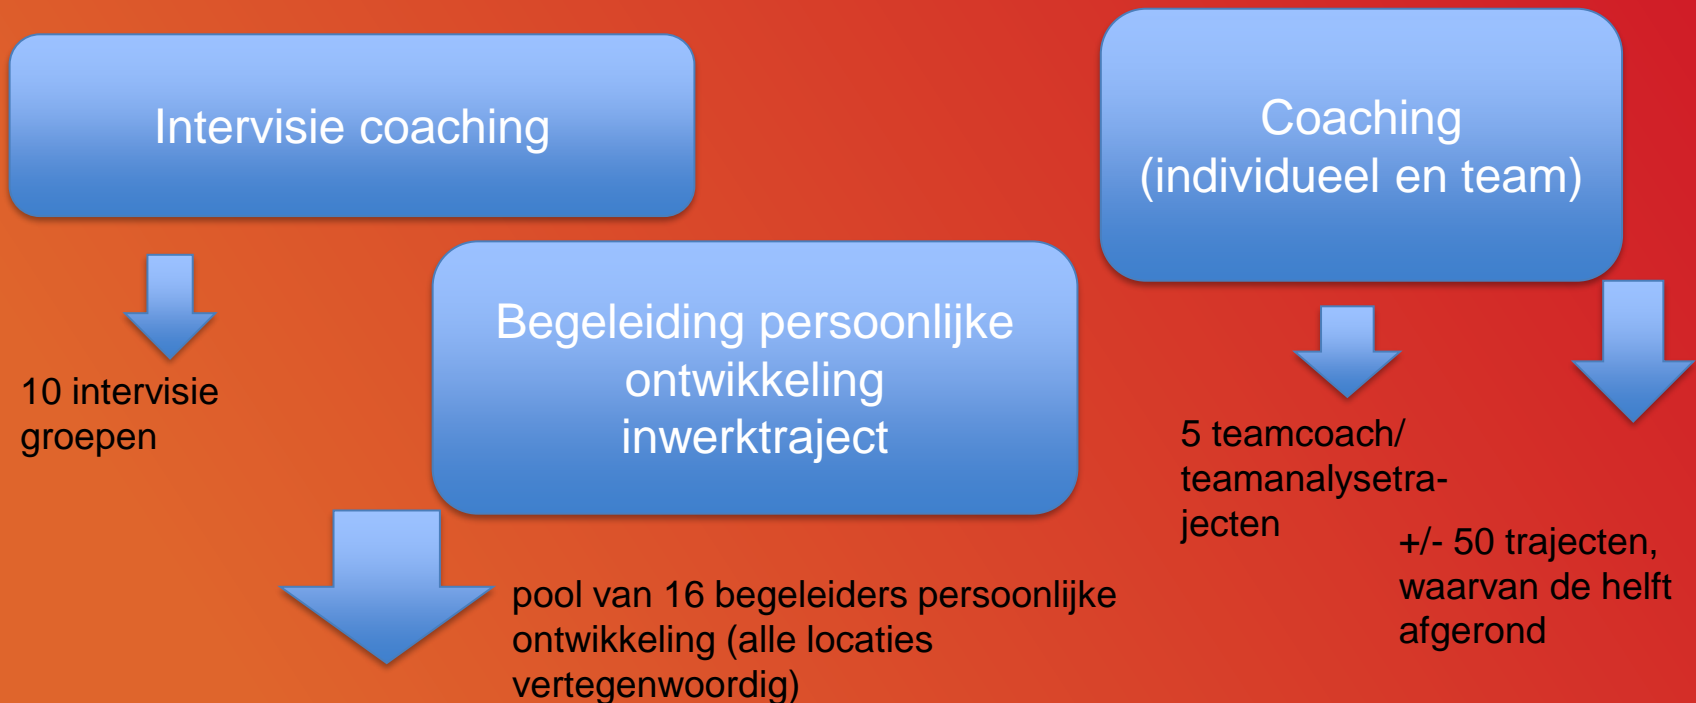 Intervisie coaching
10 intervisie
groepen
Begeleiding persoonlijke
ontwikkeling
inwerktraject
pool van 16 begeleiders persoonlijke
ontwikkeling (alle locaties
vertegenwoordig)
Coaching
(individueel en team)
5 teamcoach/
teamanalysetra-
jecten
+/- 50 trajecten,
waarvan de helft
afgerond